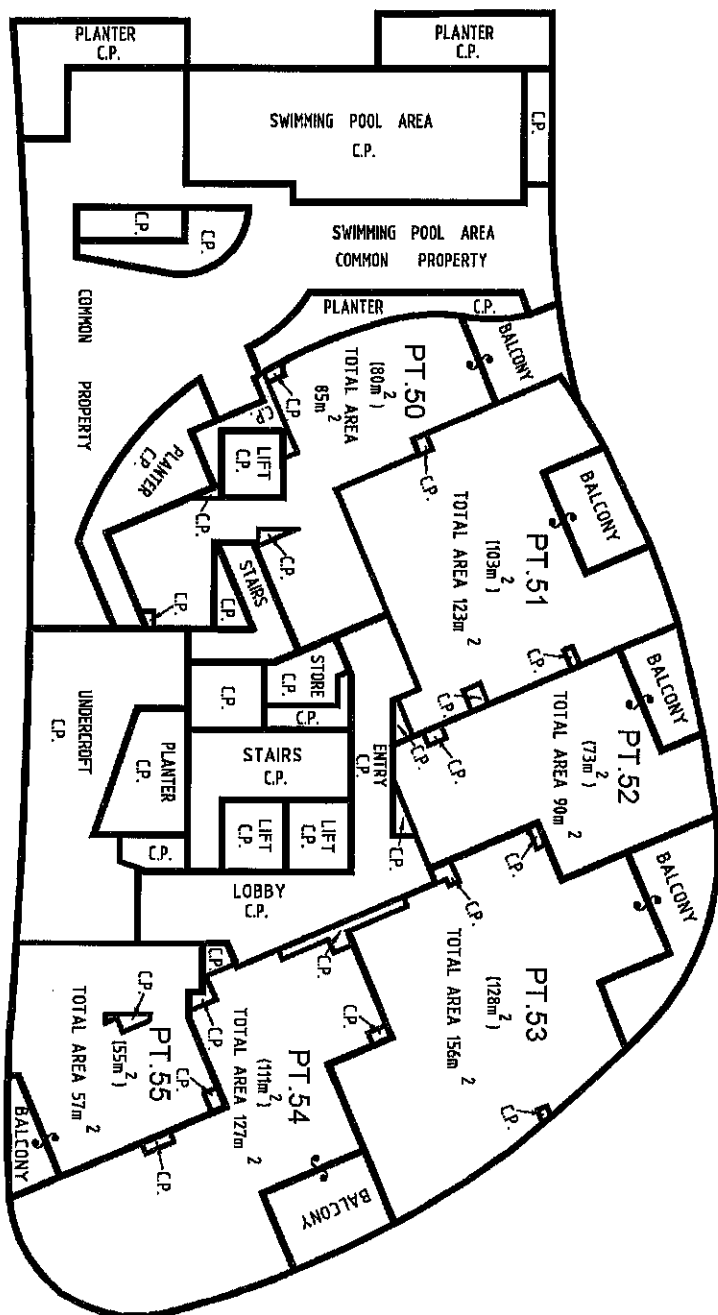 PLANTER
C.P.
PLANTER
C.P.
SWIMMING POOL AREA
C.P.
C.P.
C.P.
C.P.
SWIMMING POOL AREA
COMMON PROPERTY
COMMON PROPERTY
PLANTER
C.P.
BALCONY
PT.50
(80m²)
TOTAL AREA
85m²
C.P.
C.P.
LIFT
C.P.
PLANTER
C.P.
C.P.
C.P.
BALCONY
PT.51
(103m²)
TOTAL AREA 123m²
C.P.
STAIRS
C.P.
C.P.
C.P.
C.P.
BALCONY
PT.52
(73m²)
TOTAL AREA 90m²
C.P.
C.P.
C.P.
STORE
C.P.
C.P.
C.P.
ENTRY
C.P.
UNDERCROFT
C.P.
PLANTER
C.P.
C.P.
STAIRS
C.P.
LIFT
C.P.
LIFT
C.P.
C.P.
LOBBY
C.P.
BALCONY
PT.53
(128m²)
TOTAL AREA 156m²
C.P.
C.P.
C.P.
C.P.
C.P.
PT.54
(111m²)
TOTAL AREA 127m²
BALCONY
C.P.
C.P.
C.P.
PT.55
(55m²)
TOTAL AREA 57m²
C.P.
BALCONY